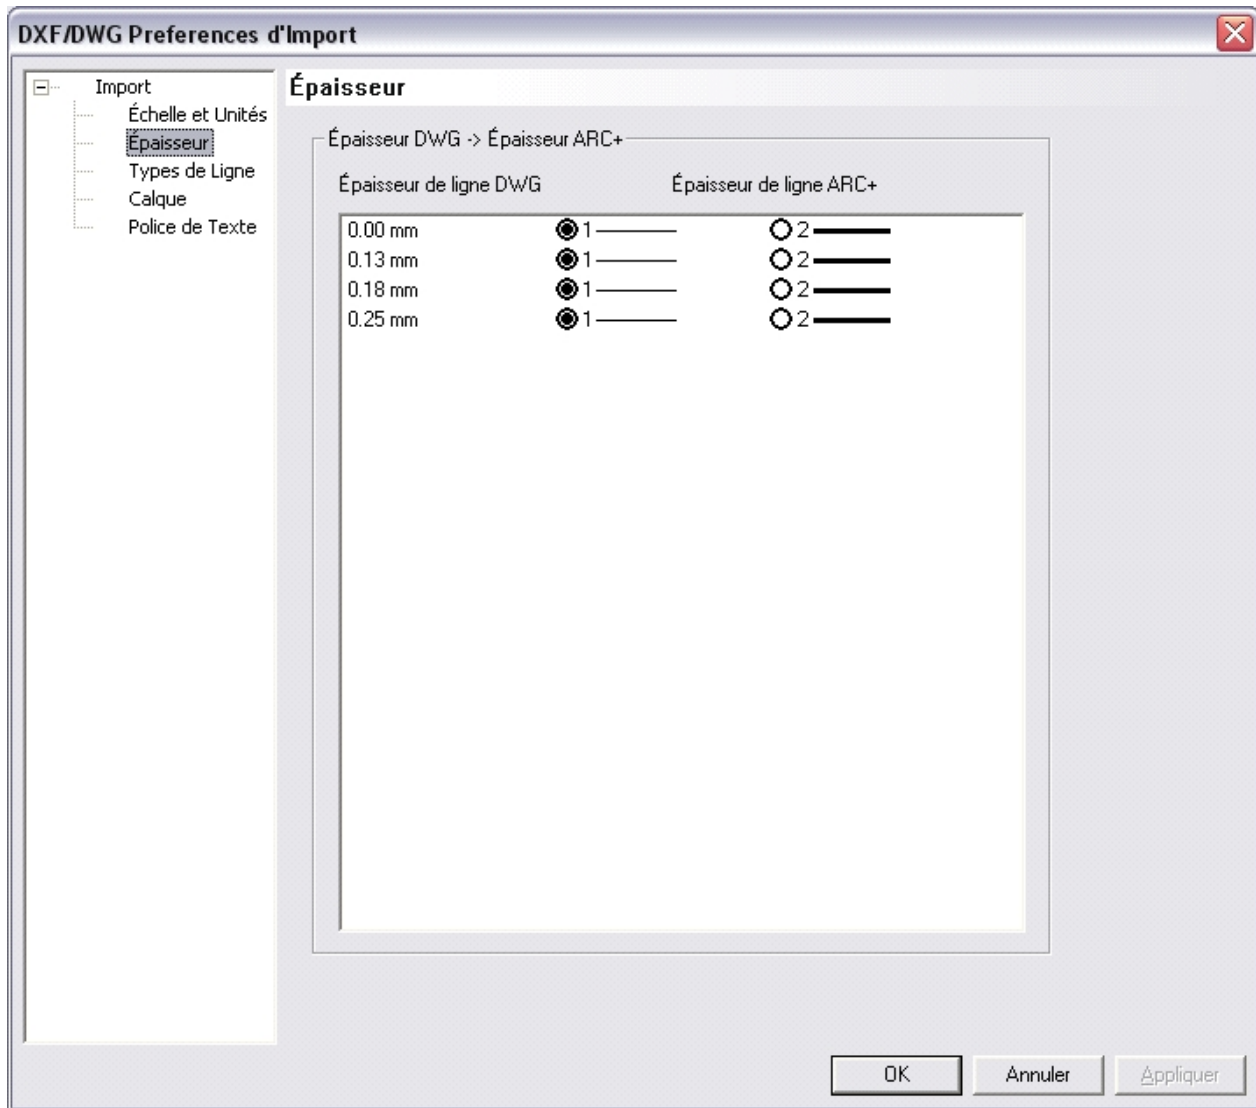 DXF/DWG Preferences d'Import
Import
Échelle et Unités
Épaisseur
Types de Ligne
Calque
Police de Texte
Épaisseur
Épaisseur DWG -> Épaisseur ARC+
Épaisseur de ligne DWG Épaisseur de ligne ARC+
0.00 mm 1 2
0.13 mm 1 2
0.18 mm 1 2
0.25 mm 1 2
OK Annuler Appliquer